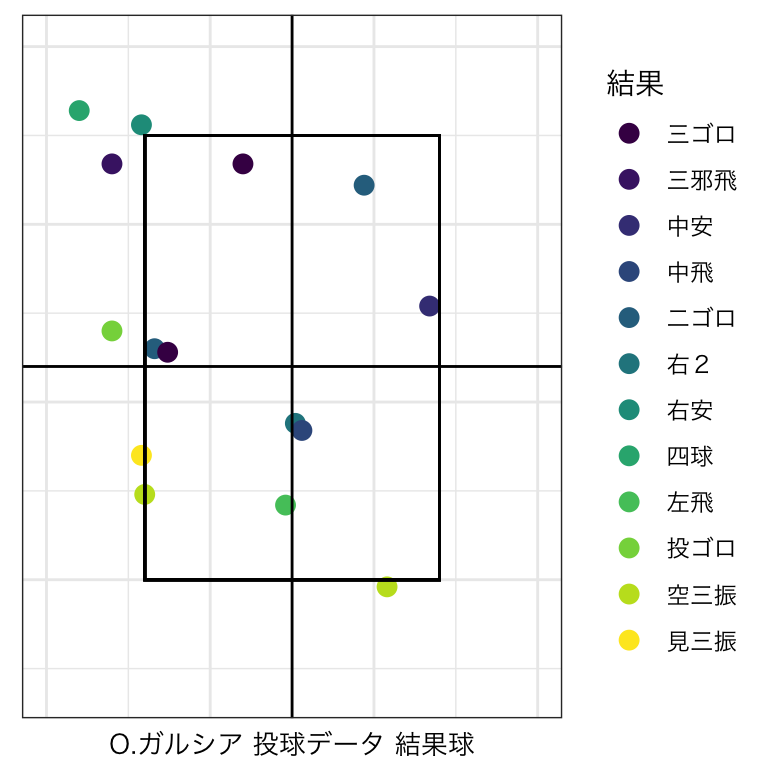 結果
三ゴロ
三邪飛
中安
中飛
二ゴロ
右２
右安
四球
左飛
投ゴロ
空三振
見三振
O.ガルシア 投球データ 結果球